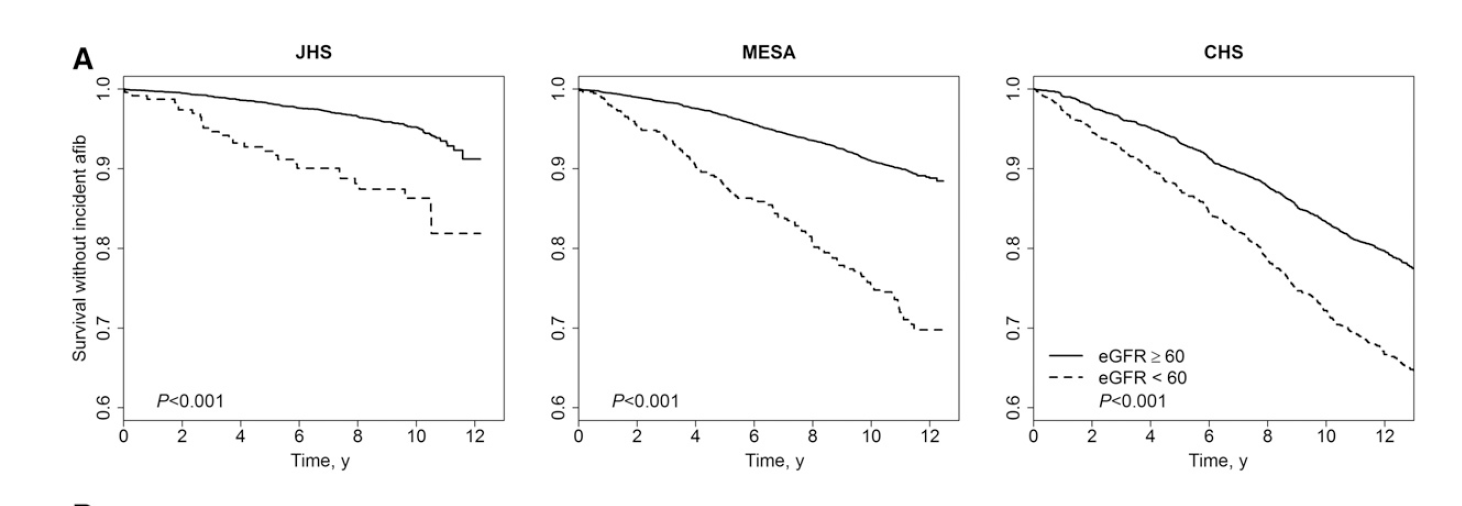 A
JHS
MESA
CHS
Survival without incident afib
1.0
0.9
0.8
0.7
0.6
P<0.001
0 2 4 6 8 10 12
Time, y
1.0
0.9
0.8
0.7
0.6
P<0.001
0 2 4 6 8 10 12
Time, y
1.0
0.9
0.8
0.7
0.6
eGFR ≥ 60
eGFR < 60
P<0.001
0 2 4 6 8 10 12
Time, y